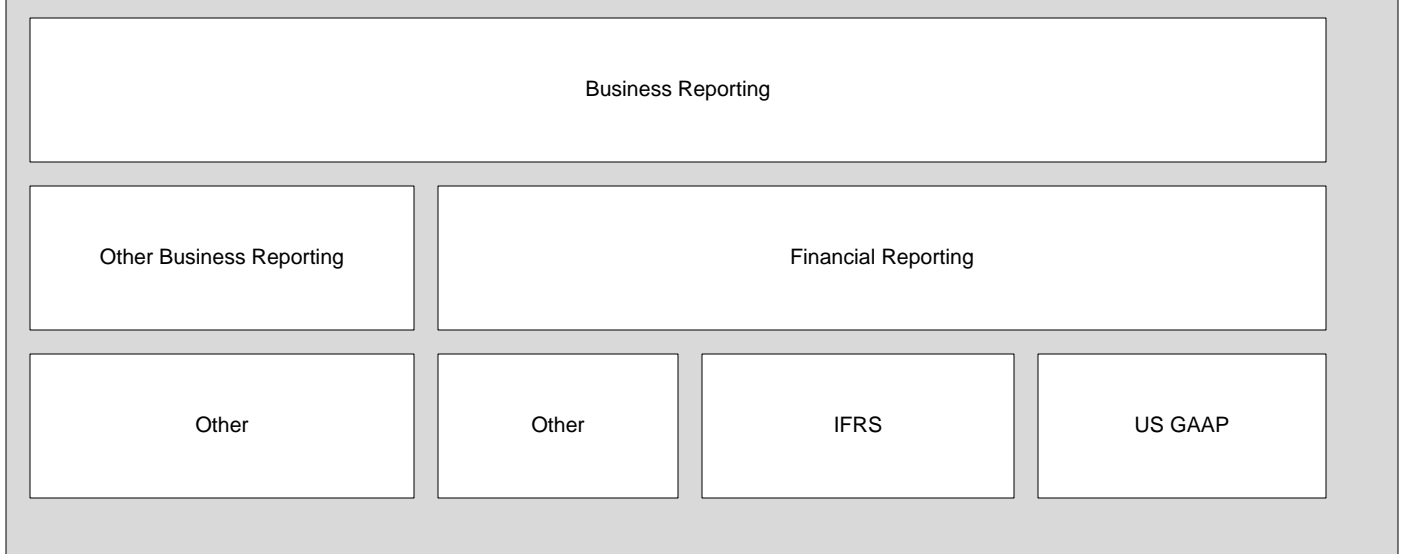 Business Reporting
Other Business Reporting
Financial Reporting
Other
Other
IFRS
US GAAP